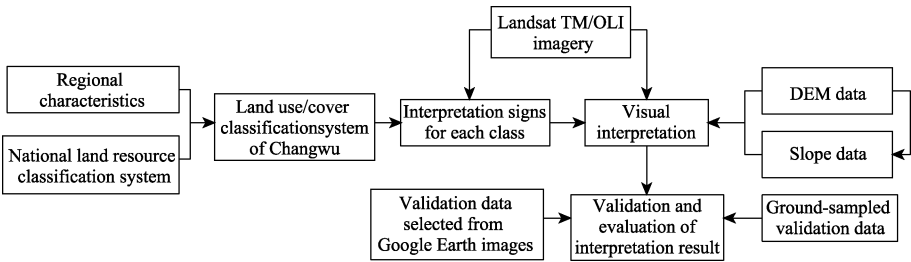 Landsat TM/OLI
imagery
Regional
characteristics
National land resource
classification system
Land use/cover
classificationsystem
of Changwu
Interpretation signs
for each class
Visual
interpretation
DEM data
Slope data
Validation data
selected from
Google Earth images
Validation and
evaluation of
interpretation result
Ground-sampled
validation data